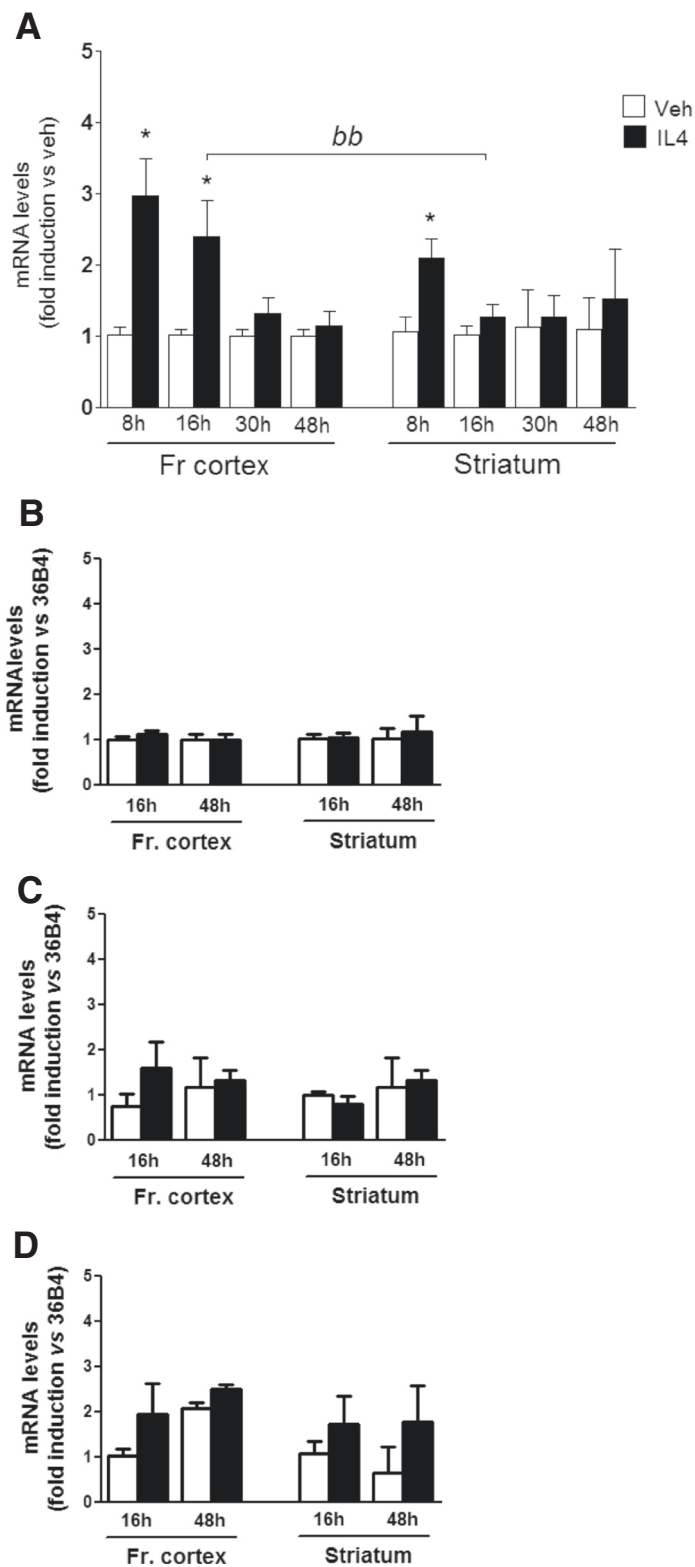 A
mRNA levels
(fold induction vs veh)
5
4
3
2
1
0
*
*
bb
*
Veh
IL4
8h 16h 30h 48h 8h 16h 30h 48h
Fr cortex Striatum
B
mRNAlevels
(fold induction vs 36B4)
5
4
3
2
1
0
16h 48h 16h 48h
Fr. cortex Striatum
C
mRNA levels
(fold induction vs 36B4)
5
4
3
2
1
0
16h 48h 16h 48h
Fr. cortex Striatum
D
mRNA levels
(fold induction vs 36B4)
5
4
3
2
1
0
16h 48h 16h 48h
Fr. cortex Striatum